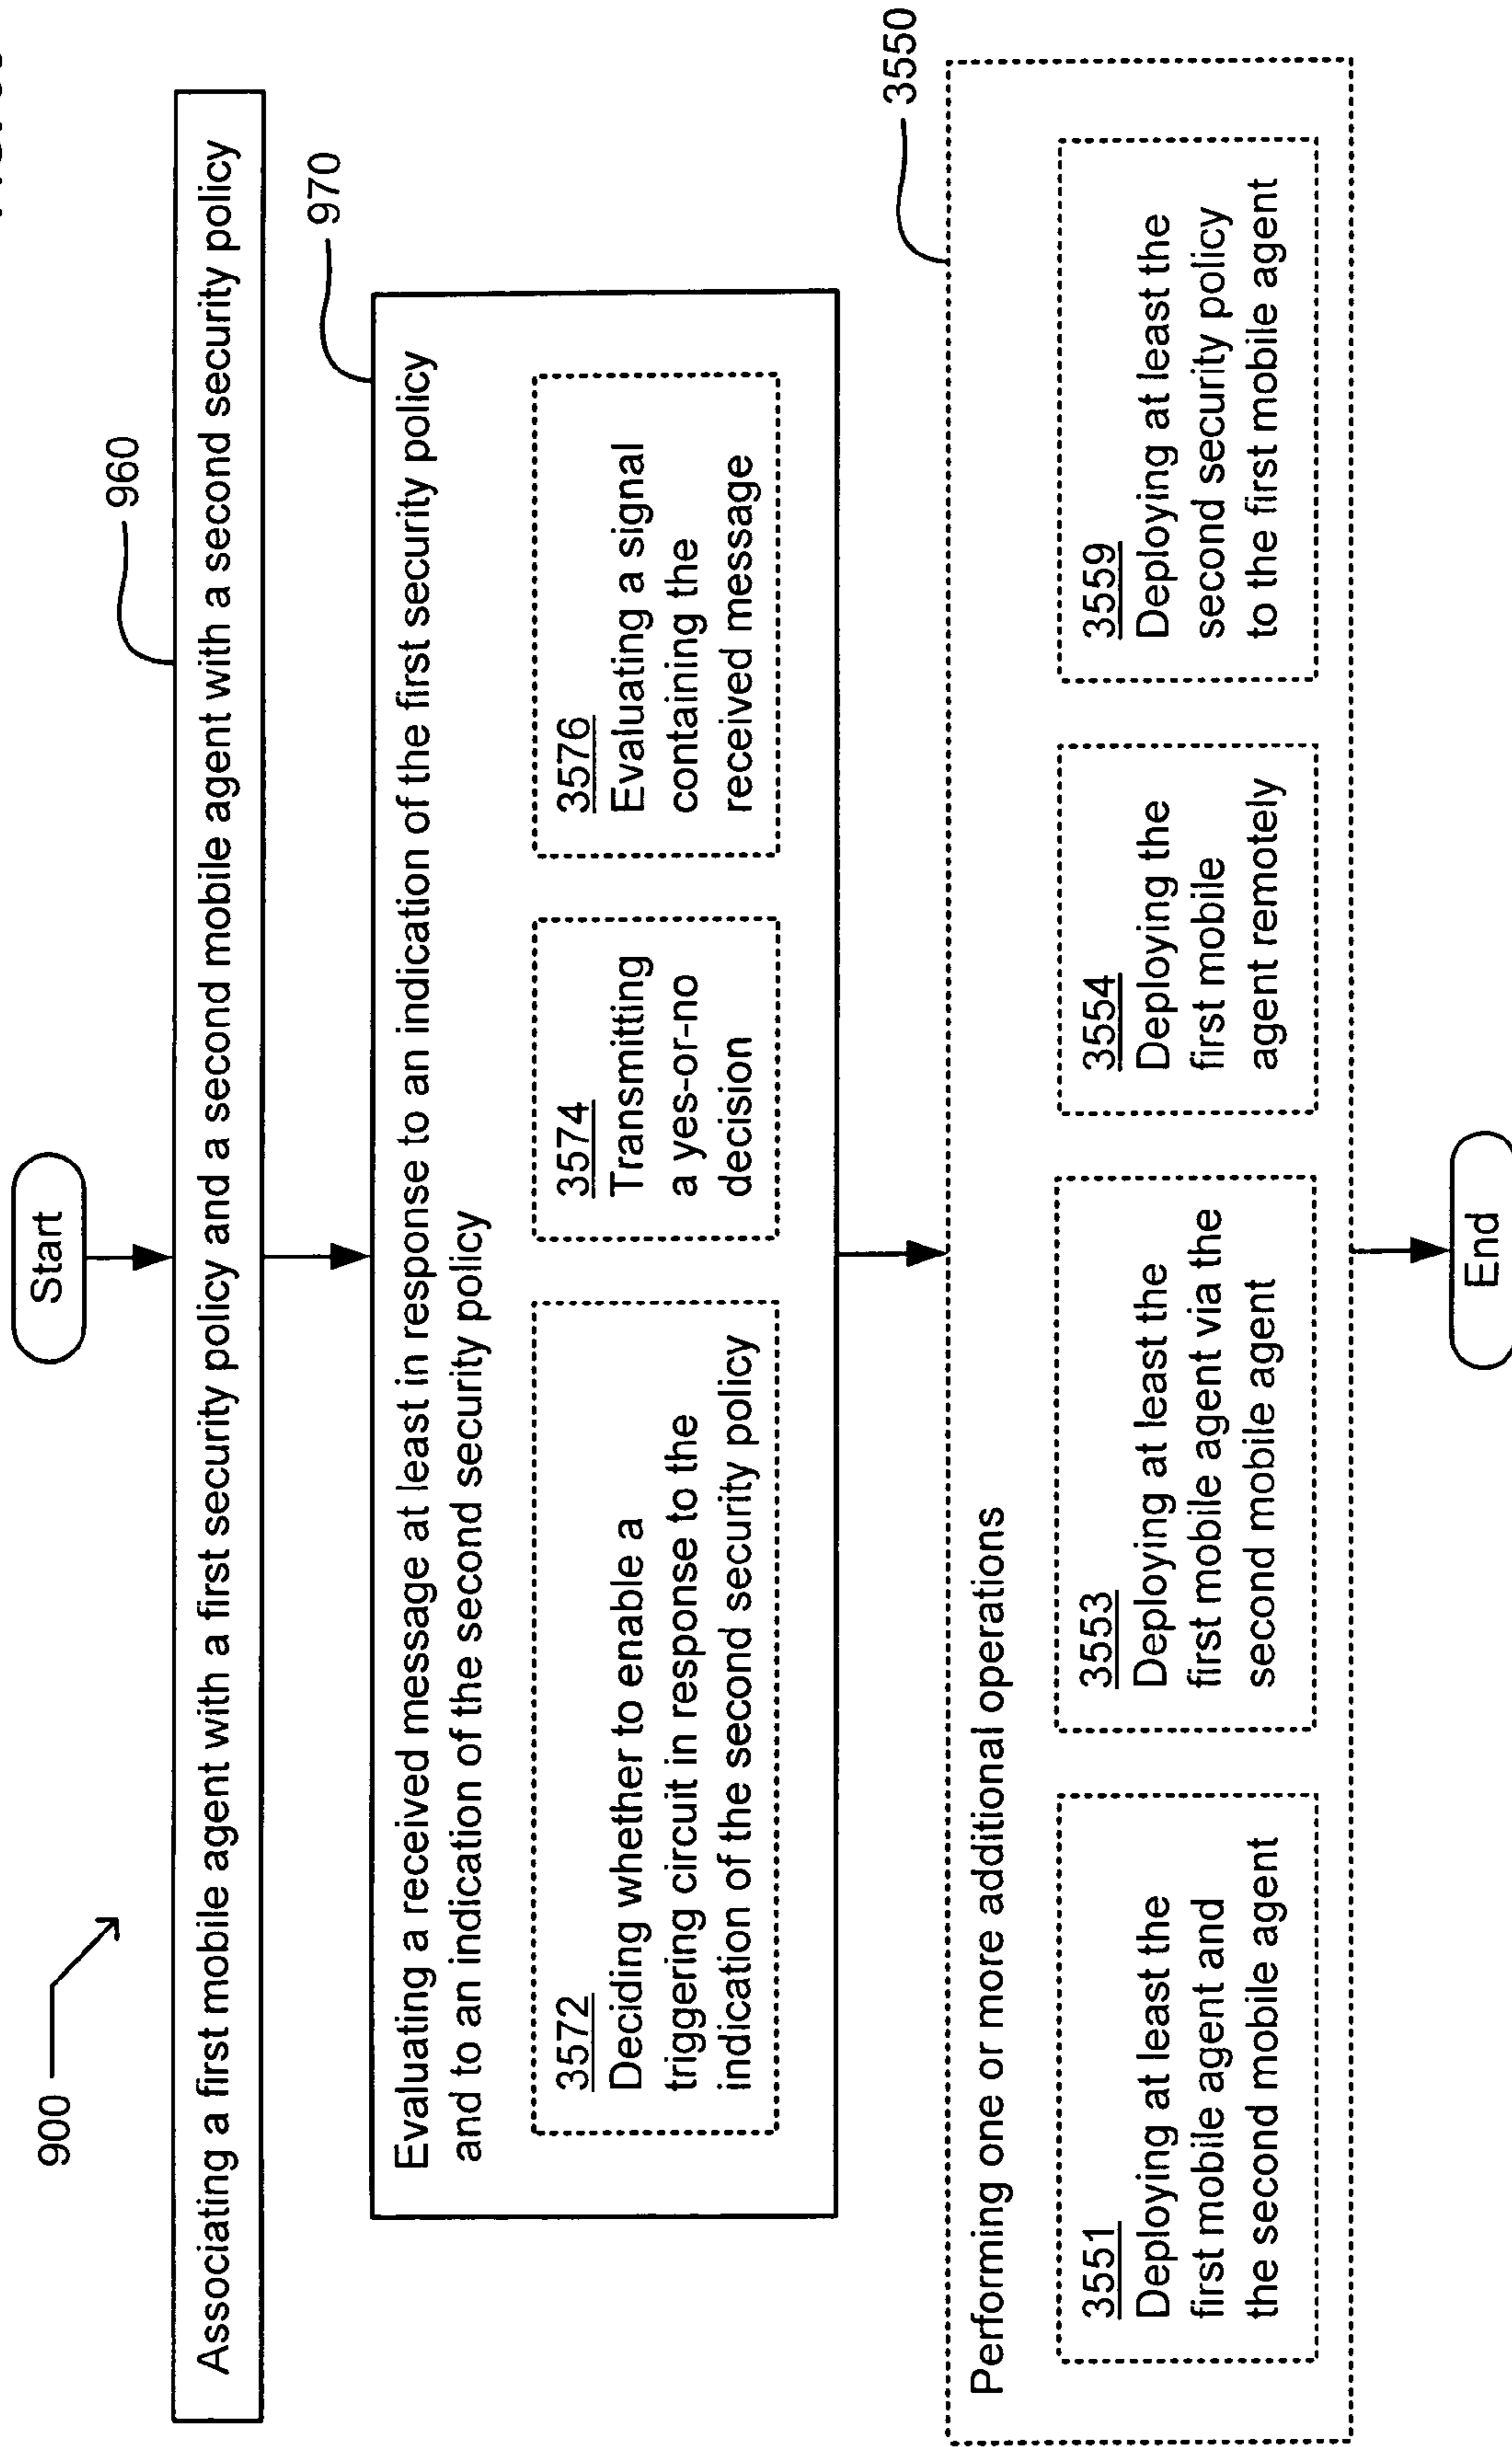 900
Start
960
Associating a first mobile agent with a first security policy and a second mobile agent with a second security policy
970
Evaluating a received message at least in response to an indication of the first security policy
and to an indication of the second security policy
3572
Deciding whether to enable a
triggering circuit in response to the
indication of the second security policy
3574
Transmitting
a yes-or-no
decision
3576
Evaluating a signal
containing the
received message
3550
Performing one or more additional operations
3551
Deploying at least the
first mobile agent and
the second mobile agent
3553
Deploying at least the
first mobile agent via the
second mobile agent
3554
Deploying the
first mobile
agent remotely
3559
Deploying at least the
second security policy
to the first mobile agent
End